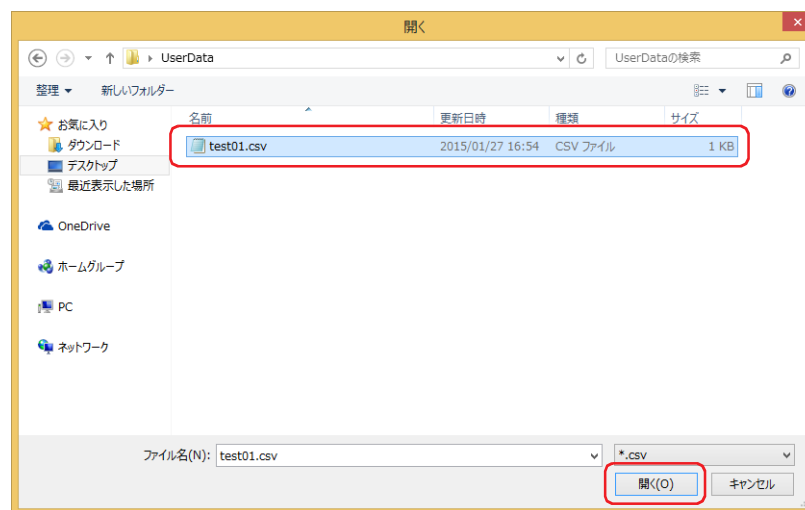 開く
UserData
UserDataの検索
整理 新しいフォルダー
名前 更新日時 種類 サイズ
test01.csv 2015/01/27 16:54 CSV ファイル 1 KB
お気に入り
ダウンロード
デスクトップ
最近表示した場所
OneDrive
ホームグループ
PC
ネットワーク
ファイル名(N): test01.csv *.csv
開く(O) キャンセル